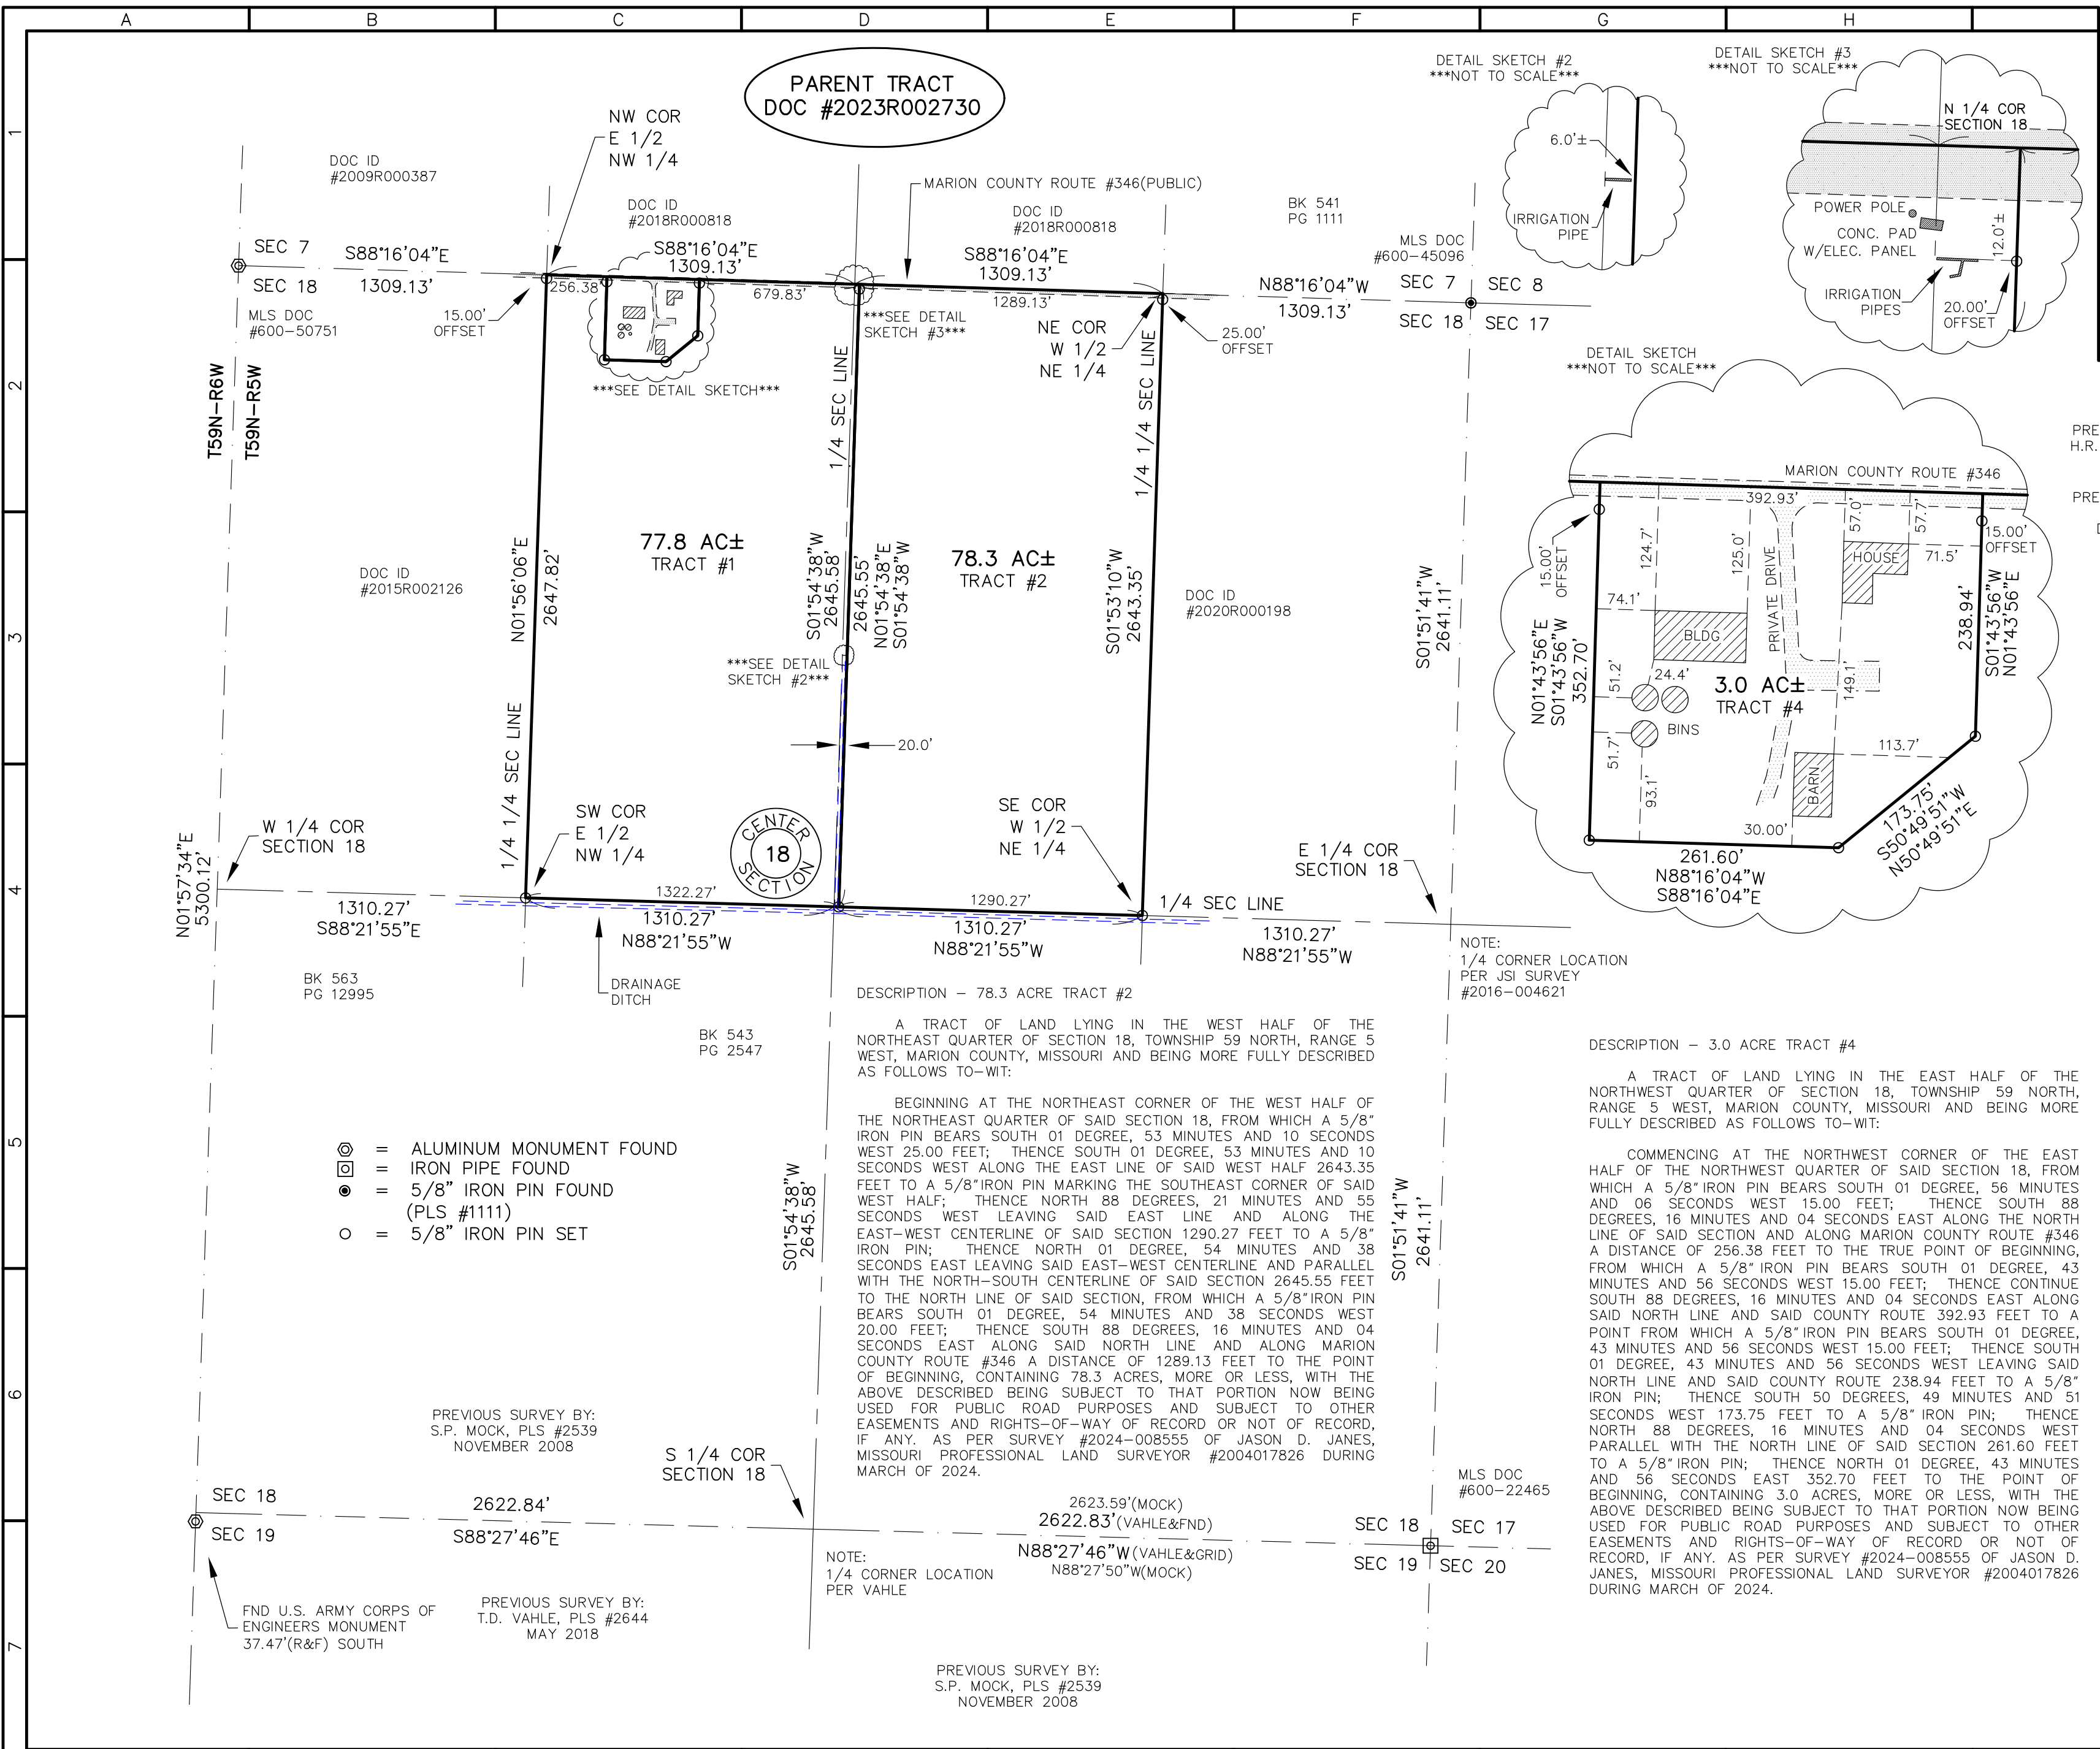 A B C D E F G H
1
2
3
4
5
6
7
PARENT TRACT
DOC #2023R002730
NW COR
E 1/2
NW 1/4
DOC ID
#2009R000387
DOC ID
#2018R000818
MARION COUNTY ROUTE #346(PUBLIC)
DOC ID
#2018R000818
BK 541
PG 1111
MLS DOC
#600-45096
SEC 7
SEC 18
S88°16'04"E
1309.13'
MLS DOC
#600-50751
15.00'
OFFSET
S88°16'04"E
1309.13'
256.38'
679.83'
***SEE DETAIL
SKETCH #3***
***SEE DETAIL SKETCH***
S88°16'04"E
1309.13'
1289.13'
NE COR
W 1/2
NE 1/4
25.00'
OFFSET
N88°16'04"W
1309.13'
SEC 7
SEC 8
SEC 18
SEC 17
T59N-R6W
T59N-R5W
1/4 SEC LINE
1/4 1/4 SEC LINE
77.8 AC±
TRACT #1
78.3 AC±
TRACT #2
DOC ID
#2015R002126
N01°56'06"E
2647.82'
S01°54'38"W
2645.58'
2645.55'
N01°54'38"E
S01°54'38"W
S01°53'10"W
2643.35'
DOC ID
#2020R000198
S01°51'41"W
2641.11'
***SEE DETAIL
SKETCH #2***
20.0'
1/4 1/4 SEC LINE
W 1/4 COR
SECTION 18
N01°57'34"E
5300.12'
SW COR
E 1/2
NW 1/4
CENTER
18
SECTION
SE COR
W 1/2
NE 1/4
E 1/4 COR
SECTION 18
1310.27'
S88°21'55"E
1322.27'
1310.27'
N88°21'55"W
1290.27'
1310.27'
N88°21'55"W
1/4 SEC LINE
1310.27'
N88°21'55"W
NOTE:
1/4 CORNER LOCATION
PER JSI SURVEY
#2016-004621
BK 563
PG 12995
DRAINAGE
DITCH
BK 543
PG 2547
DETAIL SKETCH #2
***NOT TO SCALE***
6.0'±
IRRIGATION
PIPE
DETAIL SKETCH #3
***NOT TO SCALE***
N 1/4 COR
SECTION 18
POWER POLE
CONC. PAD
W/ELEC. PANEL
12.0'±
IRRIGATION
PIPES
20.00'
OFFSET
DETAIL SKETCH
***NOT TO SCALE***
MARION COUNTY ROUTE #346
392.93'
15.00'
OFFSET
124.7'
125.0'
PRIVATE DRIVE
57.0'
57.7'
HOUSE
71.5'
15.00'
OFFSET
74.1'
BLDG
N01°43'56"E
S01°43'56"W
352.70'
51.2'
24.4'
3.0 AC±
TRACT #4
149.1'
238.94'
S01°43'56"W
N01°43'56"E
51.7'
BINS
93.1'
BARN
113.7'
30.00'
173.75'
S50°49'51"W
N50°49'51"E
261.60'
N88°16'04"W
S88°16'04"E
PRE
H.R.
PRE
DESCRIPTION - 78.3 ACRE TRACT #2
A TRACT OF LAND LYING IN THE WEST HALF OF THE
NORTHEAST QUARTER OF SECTION 18, TOWNSHIP 59 NORTH, RANGE 5
WEST, MARION COUNTY, MISSOURI AND BEING MORE FULLY DESCRIBED
AS FOLLOWS TO-WIT:
BEGINNING AT THE NORTHEAST CORNER OF THE WEST HALF OF
THE NORTHEAST QUARTER OF SAID SECTION 18, FROM WHICH A 5/8"
IRON PIN BEARS SOUTH 01 DEGREE, 53 MINUTES AND 10 SECONDS
WEST 25.00 FEET; THENCE SOUTH 01 DEGREE, 53 MINUTES AND 10
SECONDS WEST ALONG THE EAST LINE OF SAID WEST HALF 2643.35
FEET TO A 5/8"IRON PIN MARKING THE SOUTHEAST CORNER OF SAID
WEST HALF; THENCE NORTH 88 DEGREES, 21 MINUTES AND 55
SECONDS WEST LEAVING SAID EAST LINE AND ALONG THE
EAST-WEST CENTERLINE OF SAID SECTION 1290.27 FEET TO A 5/8"
IRON PIN; THENCE NORTH 01 DEGREE, 54 MINUTES AND 38
SECONDS EAST LEAVING SAID EAST-WEST CENTERLINE AND PARALLEL
WITH THE NORTH-SOUTH CENTERLINE OF SAID SECTION 2645.55 FEET
TO THE NORTH LINE OF SAID SECTION, FROM WHICH A 5/8"IRON PIN
BEARS SOUTH 01 DEGREE, 54 MINUTES AND 38 SECONDS WEST
20.00 FEET; THENCE SOUTH 88 DEGREES, 16 MINUTES AND 04
SECONDS EAST ALONG SAID NORTH LINE AND ALONG MARION
COUNTY ROUTE #346 A DISTANCE OF 1289.13 FEET TO THE POINT
OF BEGINNING, CONTAINING 78.3 ACRES, MORE OR LESS, WITH THE
ABOVE DESCRIBED BEING SUBJECT TO THAT PORTION NOW BEING
USED FOR PUBLIC ROAD PURPOSES AND SUBJECT TO OTHER
EASEMENTS AND RIGHTS-OF-WAY OF RECORD OR NOT OF RECORD,
IF ANY. AS PER SURVEY #2024-008555 OF JASON D. JANES,
MISSOURI PROFESSIONAL LAND SURVEYOR #2004017826 DURING
MARCH OF 2024.
DESCRIPTION - 3.0 ACRE TRACT #4
A TRACT OF LAND LYING IN THE EAST HALF OF THE
NORTHWEST QUARTER OF SECTION 18, TOWNSHIP 59 NORTH,
RANGE 5 WEST, MARION COUNTY, MISSOURI AND BEING MORE
FULLY DESCRIBED AS FOLLOWS TO-WIT:
COMMENCING AT THE NORTHWEST CORNER OF THE EAST
HALF OF THE NORTHWEST QUARTER OF SAID SECTION 18, FROM
WHICH A 5/8"IRON PIN BEARS SOUTH 01 DEGREE, 56 MINUTES
AND 06 SECONDS WEST 15.00 FEET; THENCE SOUTH 88
DEGREES, 16 MINUTES AND 04 SECONDS EAST ALONG THE NORTH
LINE OF SAID SECTION AND ALONG MARION COUNTY ROUTE #346
A DISTANCE OF 256.38 FEET TO THE TRUE POINT OF BEGINNING,
FROM WHICH A 5/8" IRON PIN BEARS SOUTH 01 DEGREE, 43
MINUTES AND 56 SECONDS WEST 15.00 FEET; THENCE CONTINUE
SOUTH 88 DEGREES, 16 MINUTES AND 04 SECONDS EAST ALONG
SAID NORTH LINE AND SAID COUNTY ROUTE 392.93 FEET TO A
POINT FROM WHICH A 5/8"IRON PIN BEARS SOUTH 01 DEGREE,
43 MINUTES AND 56 SECONDS WEST 15.00 FEET; THENCE SOUTH
01 DEGREE, 43 MINUTES AND 56 SECONDS WEST LEAVING SAID
NORTH LINE AND SAID COUNTY ROUTE 238.94 FEET TO A 5/8"
IRON PIN; THENCE SOUTH 50 DEGREES, 49 MINUTES AND 51
SECONDS WEST 173.75 FEET TO A 5/8" IRON PIN; THENCE
NORTH 88 DEGREES, 16 MINUTES AND 04 SECONDS WEST
PARALLEL WITH THE NORTH LINE OF SAID SECTION 261.60 FEET
TO A 5/8"IRON PIN; THENCE NORTH 01 DEGREE, 43 MINUTES
AND 56 SECONDS EAST 352.70 FEET TO THE POINT OF
BEGINNING, CONTAINING 3.0 ACRES, MORE OR LESS, WITH THE
ABOVE DESCRIBED BEING SUBJECT TO THAT PORTION NOW BEING
USED FOR PUBLIC ROAD PURPOSES AND SUBJECT TO OTHER
EASEMENTS AND RIGHTS-OF-WAY OF RECORD OR NOT OF
RECORD, IF ANY. AS PER SURVEY #2024-008555 OF JASON D.
JANES, MISSOURI PROFESSIONAL LAND SURVEYOR #2004017826
DURING MARCH OF 2024.
= ALUMINUM MONUMENT FOUND
= IRON PIPE FOUND
= 5/8" IRON PIN FOUND
(PLS #1111)
= 5/8" IRON PIN SET
S01°54'38"W
2645.58'
S01°51'41"W
2641.11'
PREVIOUS SURVEY BY:
S.P. MOCK, PLS #2539
NOVEMBER 2008
S 1/4 COR
SECTION 18
SEC 18
SEC 19
2622.84'
S88°27'46"E
2623.59'(MOCK)
2622.83'(VAHLE&FND)
N88°27'46"W(VAHLE&GRID)
N88°27'50"W(MOCK)
MLS DOC
#600-22465
SEC 18
SEC 17
SEC 19
SEC 20
NOTE:
1/4 CORNER LOCATION
PER VAHLE
FND U.S. ARMY CORPS OF
ENGINEERS MONUMENT
37.47'(R&F) SOUTH
PREVIOUS SURVEY BY:
T.D. VAHLE, PLS #2644
MAY 2018
PREVIOUS SURVEY BY:
S.P. MOCK, PLS #2539
NOVEMBER 2008